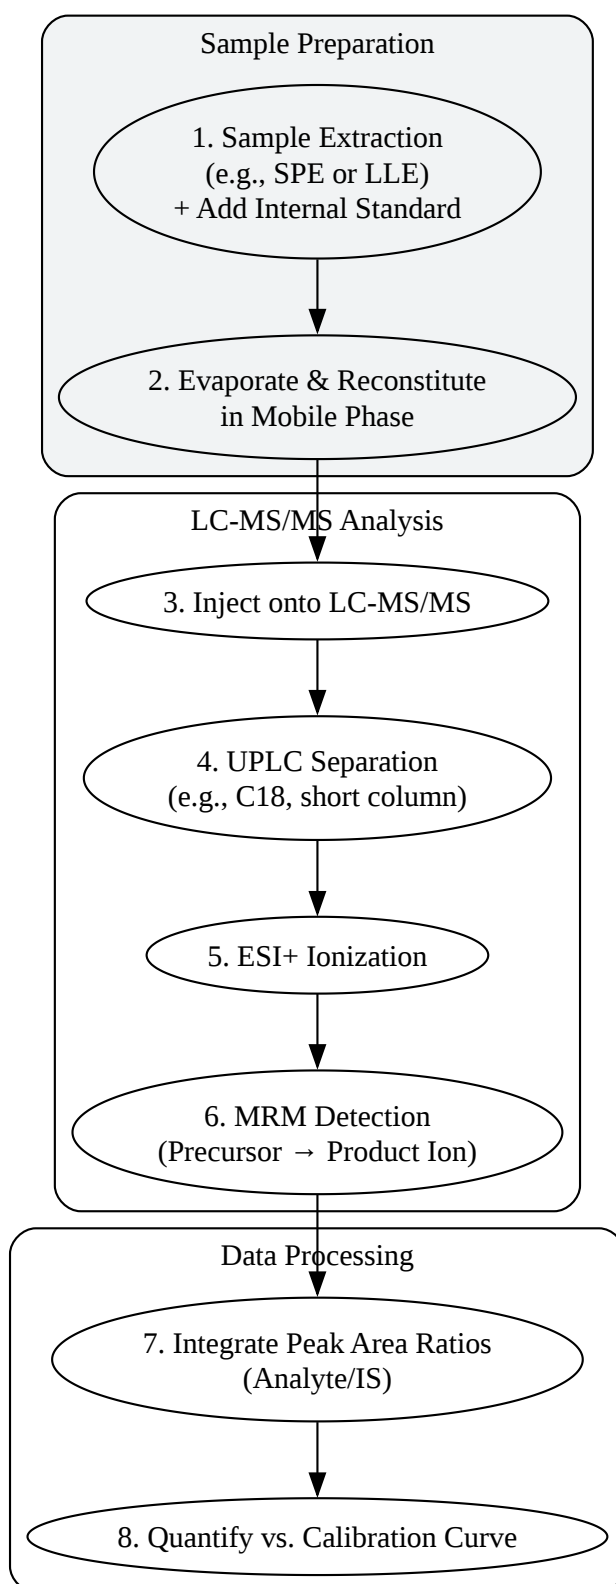 Sample Preparation
1. Sample Extraction
(e.g., SPE or LLE)
+ Add Internal Standard
2. Evaporate & Reconstitute
in Mobile Phase
LC-MS/MS Analysis
3. Inject onto LC-MS/MS
4. UPLC Separation
(e.g., C18, short column)
5. ESI+ Ionization
6. MRM Detection
(Precursor → Product Ion)
Data Processing
7. Integrate Peak Area Ratios
(Analyte/IS)
8. Quantify vs. Calibration Curve